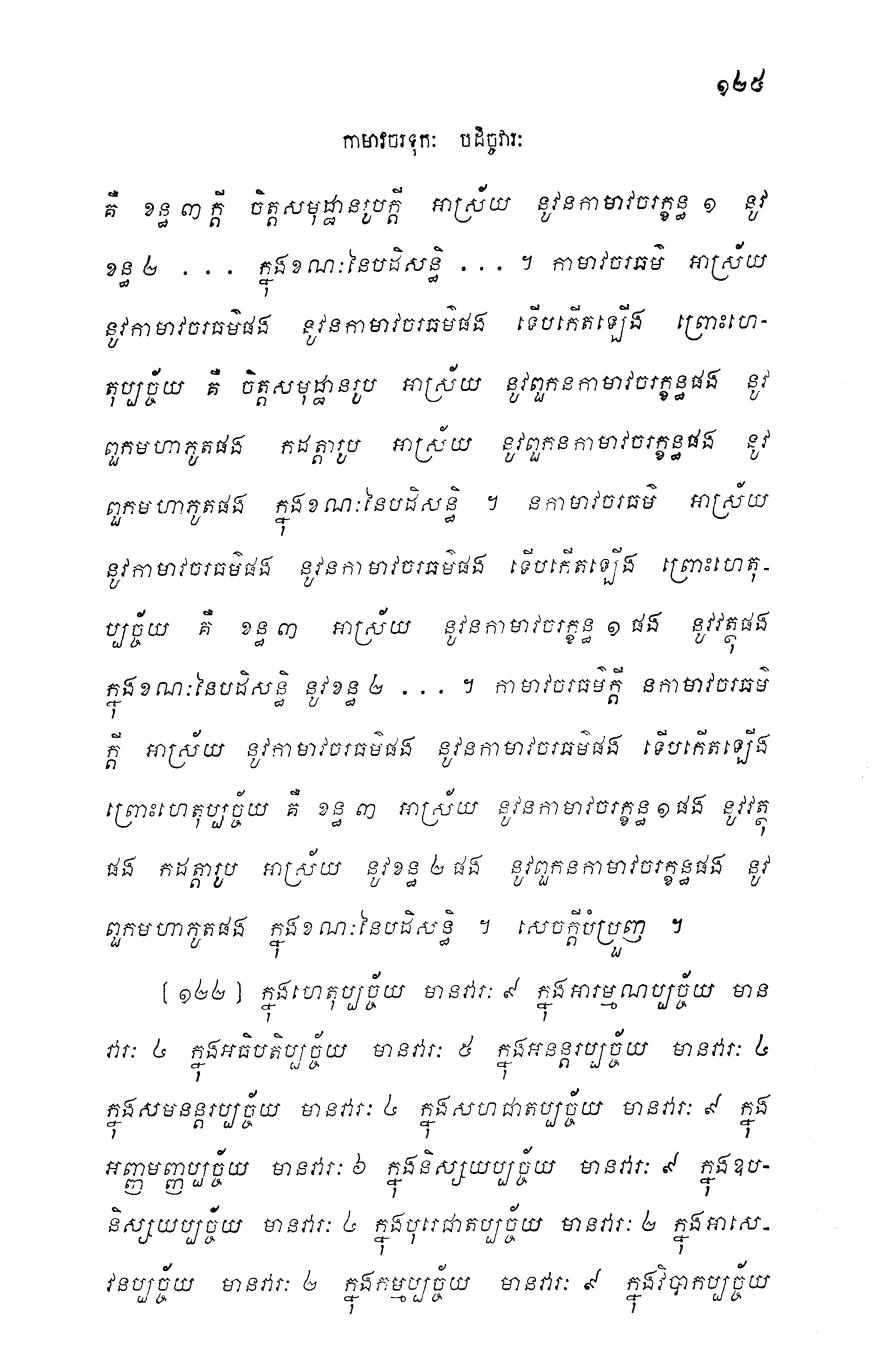 ១២៥
កាមាវចរទុកៈ បដិច្ចវារៈ
គឺ ខន្ធ ៣ ក្តី ចិត្តសមុដ្ឋានរូបក្តី អាស្រ័យ នូវនកាមាវចរក្ខន្ធ ១ នូវ
ខន្ធ ២ . . . ក្នុងខណៈនៃបដិសន្ធិ . . . ។ កាមាវចរធម៌ អាស្រ័យ
នូវកាមាវចរធម៌ផង នូវនកាមាវចរធម៌ផង ទើបកើតឡើង ព្រោះហេ-
តុប្បច្ច័យ គឺ ចិត្តសមុដ្ឋានរូប អាស្រ័យ នូវពួកនកាមាវចរក្ខន្ធផង នូវ
ពួកមហាភូតផង កដត្តារូប អាស្រ័យ នូវពួកនកាមាវចរក្ខន្ធផង នូវ
ពួកមហាភូតផង ក្នុងខណៈនៃបដិសន្ធិ ។ នកាមាវចរធម៌ អាស្រ័យ
នូវកាមាវចរធម៌ផង នូវនកាមាវចរធម៌ផង ទើបកើតឡើង ព្រោះហេតុ-
ប្បច្ច័យ គឺ ខន្ធ ៣ អាស្រ័យ នូវនកាមាវចរក្ខន្ធ ១ ផង នូវវត្ថុផង
ក្នុងខណៈនៃបដិសន្ធិ នូវខន្ធ ២ . . . ។ កាមាវចរធម៌ក្តី នកាមាវចរធម៌
ក្តី អាស្រ័យ នូវកាមាវចរធម៌ផង នូវនកាមាវចរធម៌ផង ទើបកើតឡើង
ព្រោះហេតុប្បច្ច័យ គឺ ខន្ធ ៣ អាស្រ័យ នូវនកាមាវចរក្ខន្ធ ១ ផង នូវវត្ថុ
ផង កដត្តារូប អាស្រ័យ នូវខន្ធ ២ ផង នូវពួកនកាមាវចរក្ខន្ធផង នូវ
ពួកមហាភូតផង ក្នុងខណៈនៃបដិសន្ធិ ។ សេចក្តីបំប្រួញ ។
[ ១២២ ] ក្នុងហេតុប្បច្ច័យ មានវារៈ ៩ ក្នុងអារម្មណប្បច្ច័យ មាន
វារៈ ៤ ក្នុងអធិបតិប្បច្ច័យ មានវារៈ ៥ ក្នុងអនន្តរប្បច្ច័យ មានវារៈ ៤
ក្នុងសមនន្តរប្បច្ច័យ មានវារៈ ៤ ក្នុងសហជាតប្បច្ច័យ មានវារៈ ៩ ក្នុង
អញ្ញមញ្ញប្បច្ច័យ មានវារៈ ៦ ក្នុងនិស្សយប្បច្ច័យ មានវារៈ ៩ ក្នុងឧប-
និស្សយប្បច្ច័យ មានវារៈ ៤ ក្នុងបុរេជាតប្បច្ច័យ មានវារៈ ២ ក្នុងអាសេ-
វនប្បច្ច័យ មានវារៈ ២ ក្នុងកម្មប្បច្ច័យ មានវារៈ ៩ ក្នុងវិបាកប្បច្ច័យ